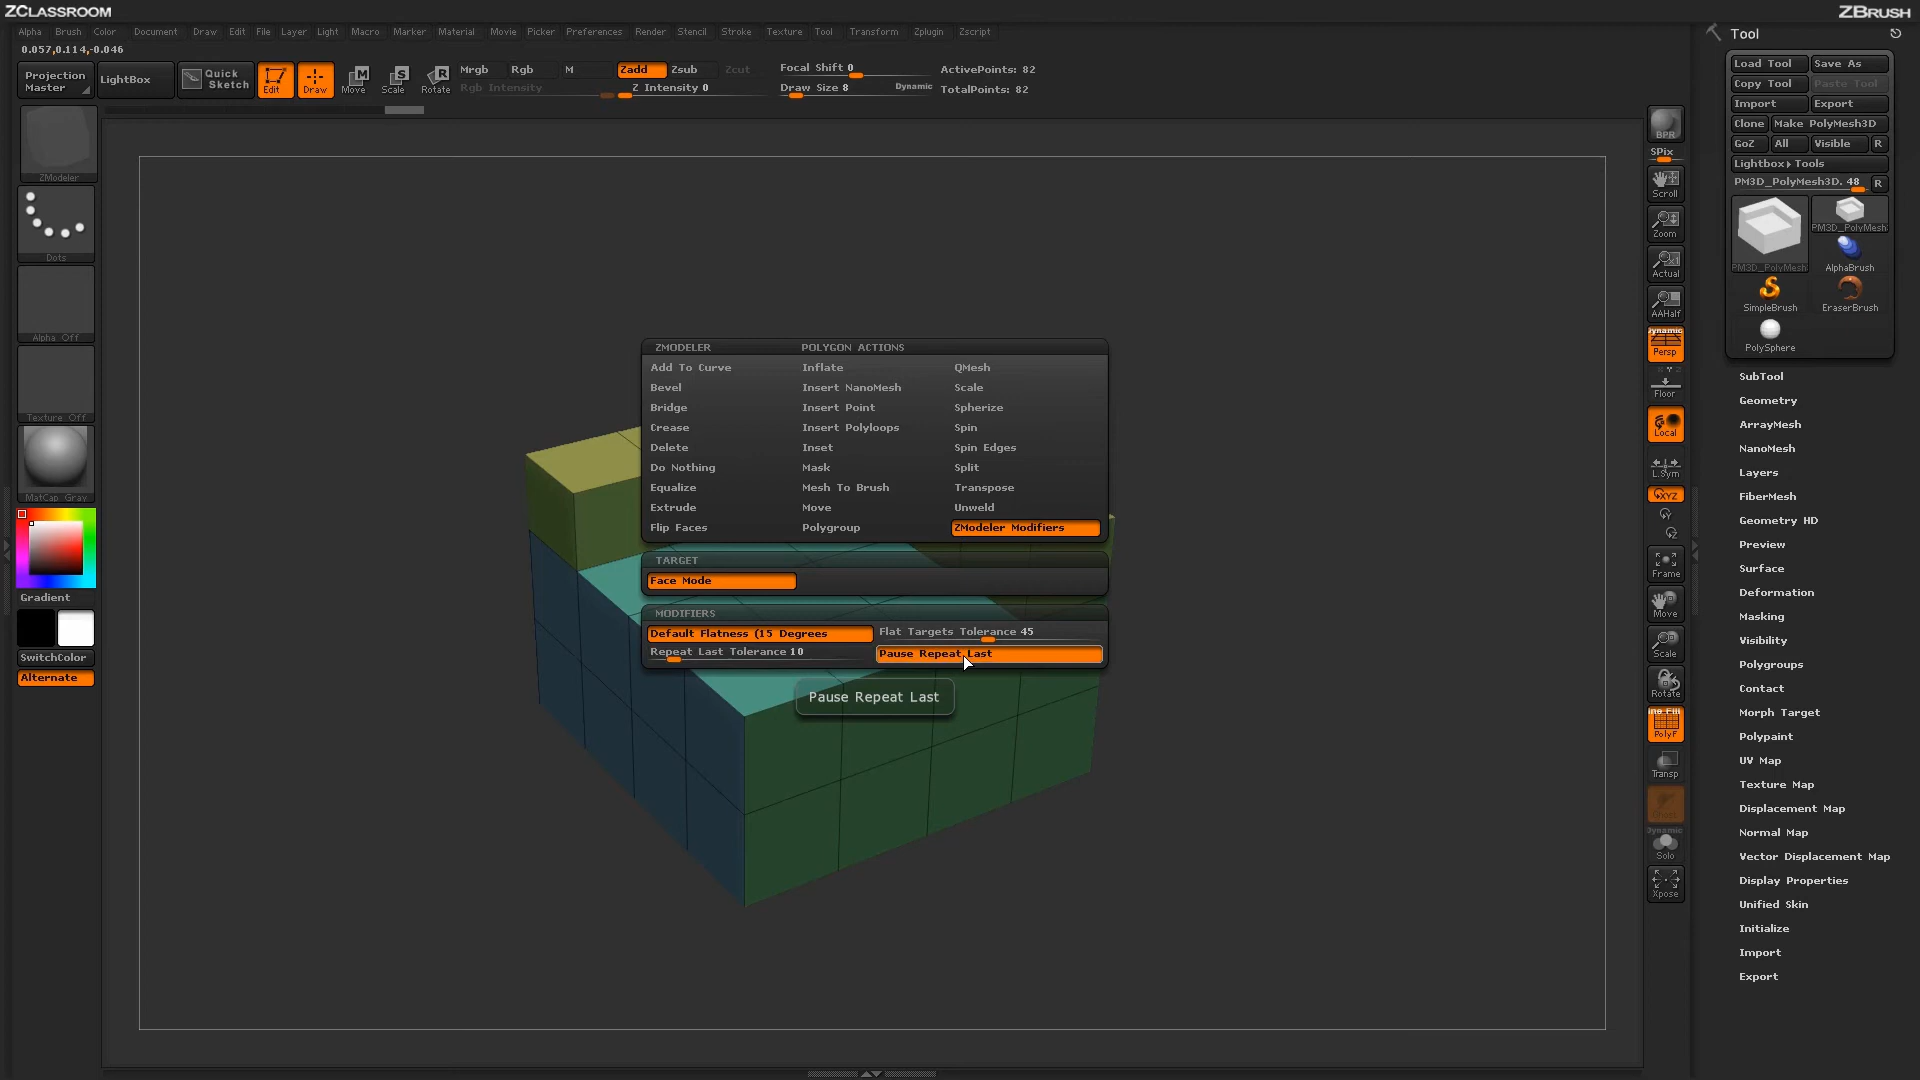 ZCLASSROOM
ZBRUSH
Alpha Brush Color Document Draw Edit File Layer Light Macro Marker Material Movie Picker Preferences Render Stencil Stroke Texture Tool Transform Zplugin Zscript
0.057,0.114,-0.046
Projection Master
LightBox
Quick Sketch
Edit
Draw
Move
Scale
Rotate
Mrgb Rgb M
Rgb Intensity
Zadd Zsub Zcut
Z Intensity 0
Focal Shift 0
Draw Size 8
Dynamic
ActivePoints: 82
TotalPoints: 82
ZModeler
Dots
Alpha Off
Texture Off
MatCap Gray
Gradient
SwitchColor
Alternate
ZMODELER POLYGON ACTIONS
Add To Curve Inflate QMesh
Bevel Insert NanoMesh Scale
Bridge Insert Point Spherize
Crease Insert Polyloops Spin
Delete Inset Spin Edges
Do Nothing Mask Split
Equalize Mesh To Brush Transpose
Extrude Move Unweld
Flip Faces Polygroup ZModeler Modifiers
TARGET
Face Mode
MODIFIERS
Default Flatness (15 Degrees Flat Targets Tolerance 45
Repeat Last Tolerance 10 Pause Repeat Last
Pause Repeat Last
BPR
SPix
Scroll
Zoom
Actual
AAHalf
Dynamic
Persp
Floor
Local
L.Sym
XYZ
Frame
Move
Scale
Rotate
PolyF
Transp
Dynamic
Solo
Xpose
Tool
Load Tool Save As
Copy Tool Paste Tool
Import Export
Clone Make PolyMesh3D
GoZ All Visible R
Lightbox▸Tools
PM3D_PolyMesh3D. 48 R
PM3D_PolyMesh
PM3D_PolyMesh
AlphaBrush
SimpleBrush
EraserBrush
PolySphere
SubTool
Geometry
ArrayMesh
NanoMesh
Layers
FiberMesh
Geometry HD
Preview
Surface
Deformation
Masking
Visibility
Polygroups
Contact
Morph Target
Polypaint
UV Map
Texture Map
Displacement Map
Normal Map
Vector Displacement Map
Display Properties
Unified Skin
Initialize
Import
Export